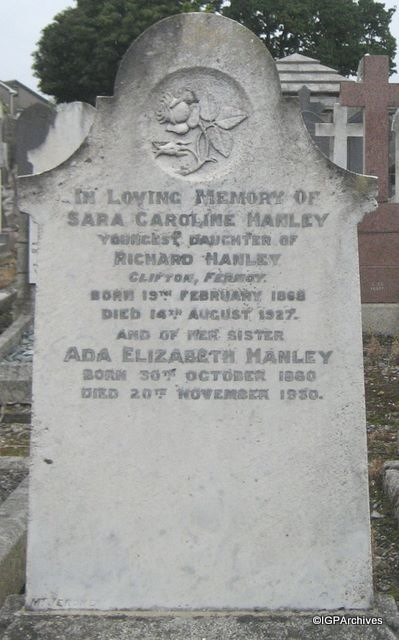 In Loving Memory Of
Sara Caroline Hanley
Youngest Daughter of
Richard Hanley
Clifton, Fermoy.
Born 19th February 1868
Died 14th August 1927.
And of her sister
Ada Elizabeth Hanley
Born 30th October 1860
Died 20th November 1930.
©IGPArchives